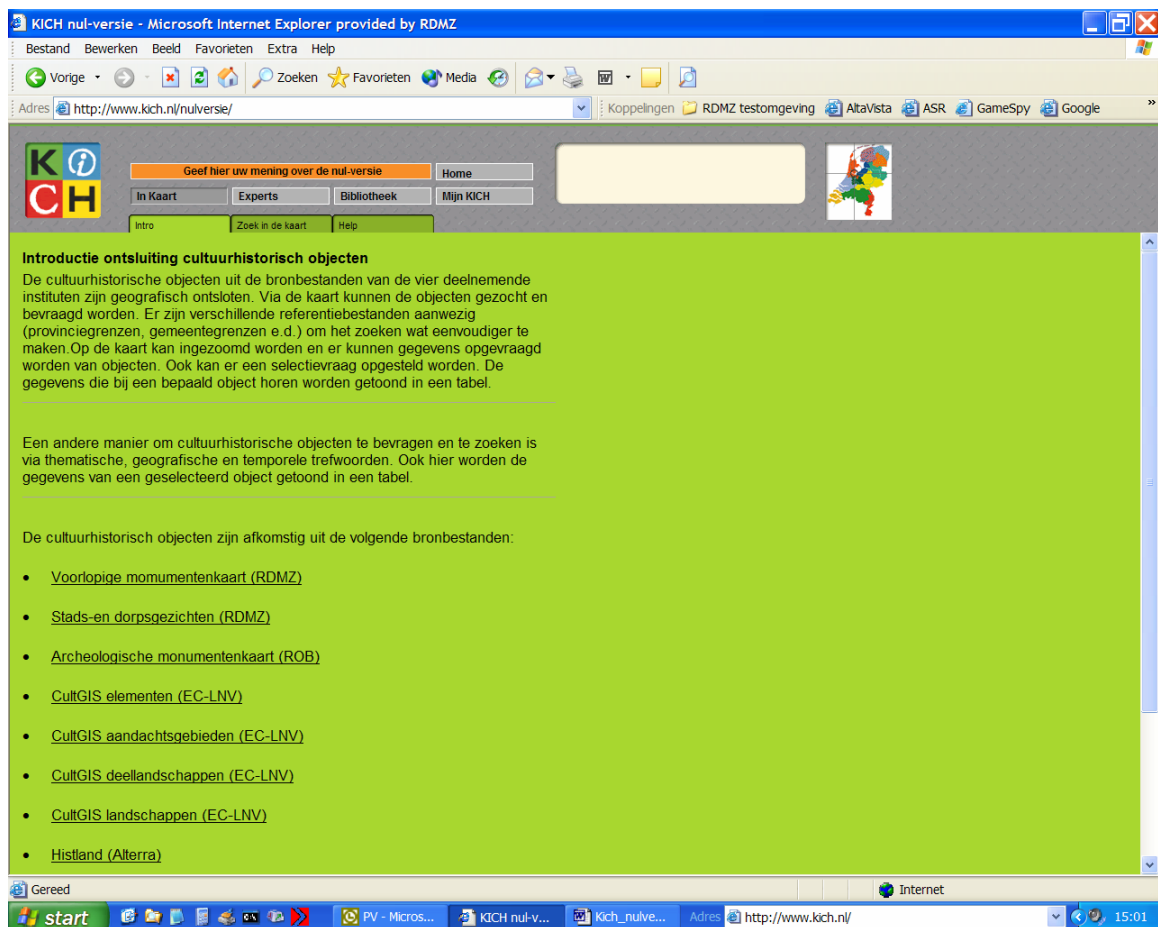 KICH nul-versie - Microsoft Internet Explorer provided by RDMZ
Bestand Bewerken Beeld Favorieten Extra Help
Vorige Zoeken Favorieten Media
Adres http://www.kich.nl/nulversie/ Koppelingen RDMZ testomgeving AltaVista ASR GameSpy Google »
K i
C H
Geef hier uw mening over de nul-versie Home
In Kaart Experts Bibliotheek Mijn KICH
Intro Zoek in de kaart Help
Introductie ontsluiting cultuurhistorisch objecten
De cultuurhistorische objecten uit de bronbestanden van de vier deelnemende
instituten zijn geografisch ontsloten. Via de kaart kunnen de objecten gezocht en
bevraagd worden. Er zijn verschillende referentiebestanden aanwezig
(provinciegrenzen, gemeentegrenzen e.d.) om het zoeken wat eenvoudiger te
maken.Op de kaart kan ingezoomd worden en er kunnen gegevens opgevraagd
worden van objecten. Ook kan er een selectievraag opgesteld worden. De
gegevens die bij een bepaald object horen worden getoond in een tabel.
Een andere manier om cultuurhistorische objecten te bevragen en te zoeken is
via thematische, geografische en temporele trefwoorden. Ook hier worden de
gegevens van een geselecteerd object getoond in een tabel.
De cultuurhistorisch objecten zijn afkomstig uit de volgende bronbestanden:
• Voorlopige momumentenkaart (RDMZ)
• Stads-en dorpsgezichten (RDMZ)
• Archeologische monumentenkaart (ROB)
• CultGIS elementen (EC-LNV)
• CultGIS aandachtsgebieden (EC-LNV)
• CultGIS deellandschappen (EC-LNV)
• CultGIS landschappen (EC-LNV)
• Histland (Alterra)
Gereed Internet
start PV - Micros... KICH nul-v... Kich_nulve... Adres http://www.kich.nl/ 15:01